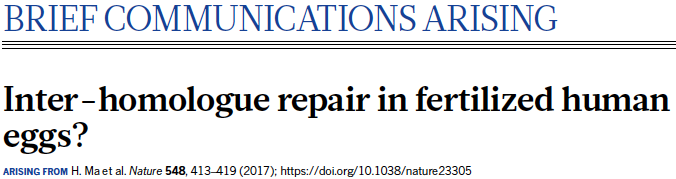 BRIEF COMMUNICATIONS ARISING
Inter-homologue repair in fertilized human
eggs?
ARISING FROM H. Ma et al. Nature 548, 413–419 (2017); https://doi.org/10.1038/nature23305